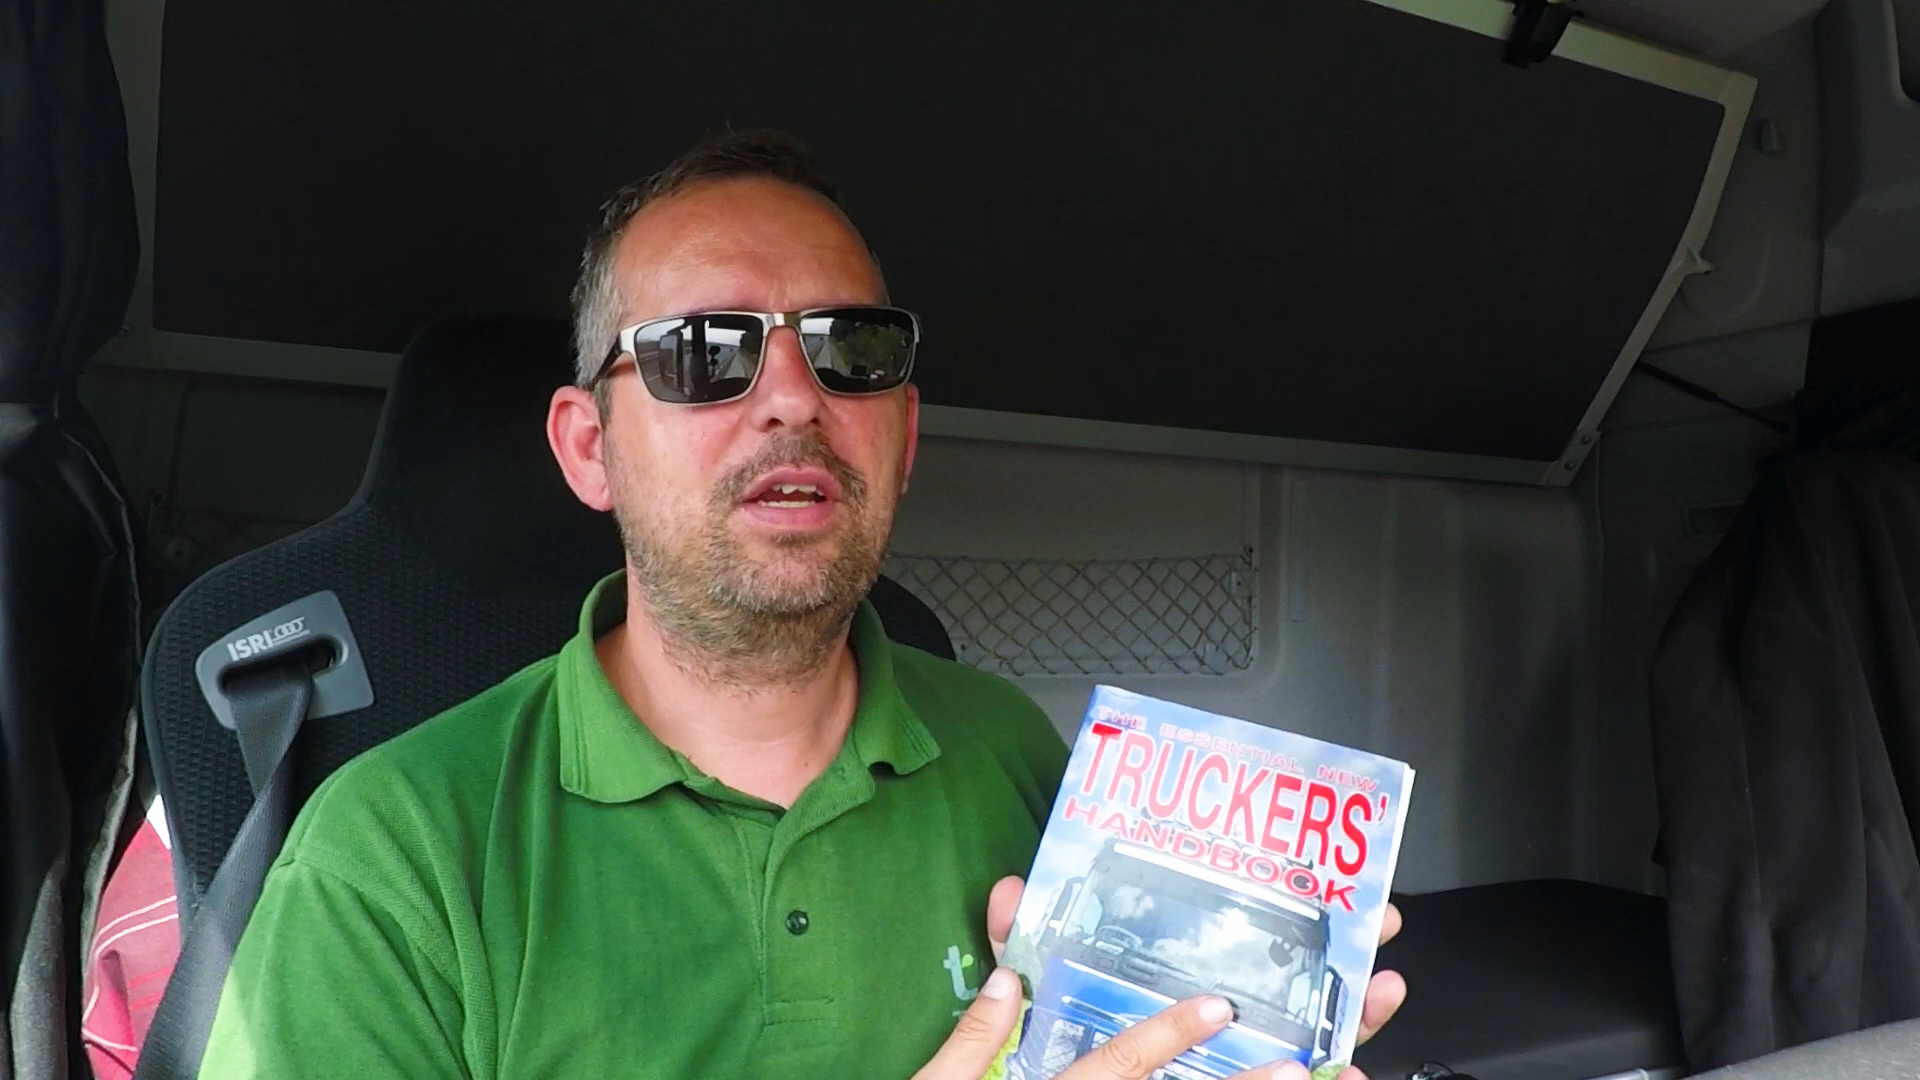 ISRI
THE ESSENTIAL NEW
TRUCKERS'
HANDBOOK
t